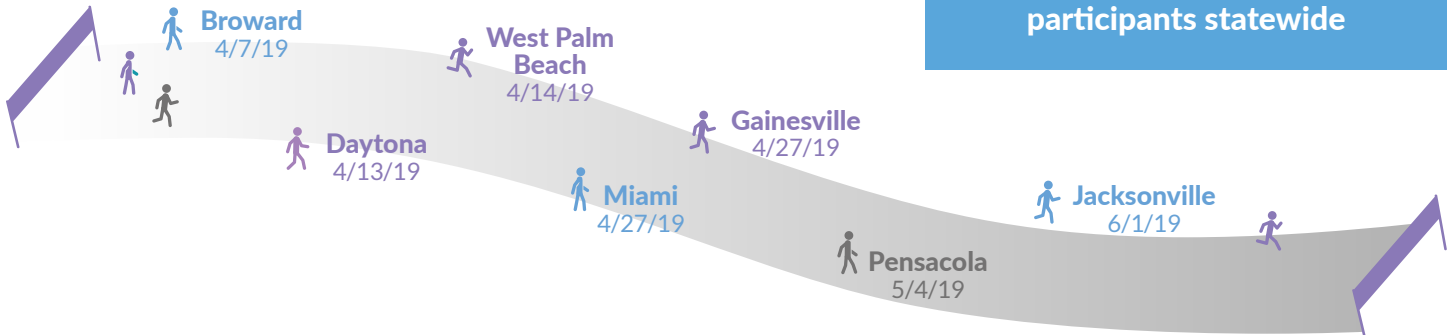 participants statewide
Broward
4/7/19
West Palm
Beach
4/14/19
Daytona
4/13/19
Gainesville
4/27/19
Miami
4/27/19
Jacksonville
6/1/19
Pensacola
5/4/19